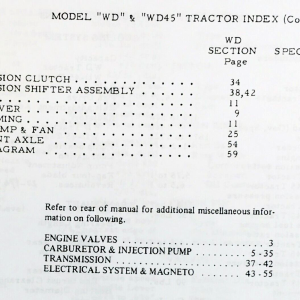 MODEL "WD" & "WD45" TRACTOR INDEX (Co
WD
SECTION SPEC
Page
SION CLUTCH 34
SION SHIFTER ASSEMBLY 38,42
11
VER 9
MING 11
MP & FAN 25
NT AXLE 54
AGRAM 59
Refer to rear of manual for additional miscellaneous infor-
mation on following.
ENGINE VALVES 3
CARBURETOR & INJECTION PUMP 5 - 35
TRANSMISSION 37 - 42
ELECTRICAL SYSTEM & MAGNETO 43 - 55